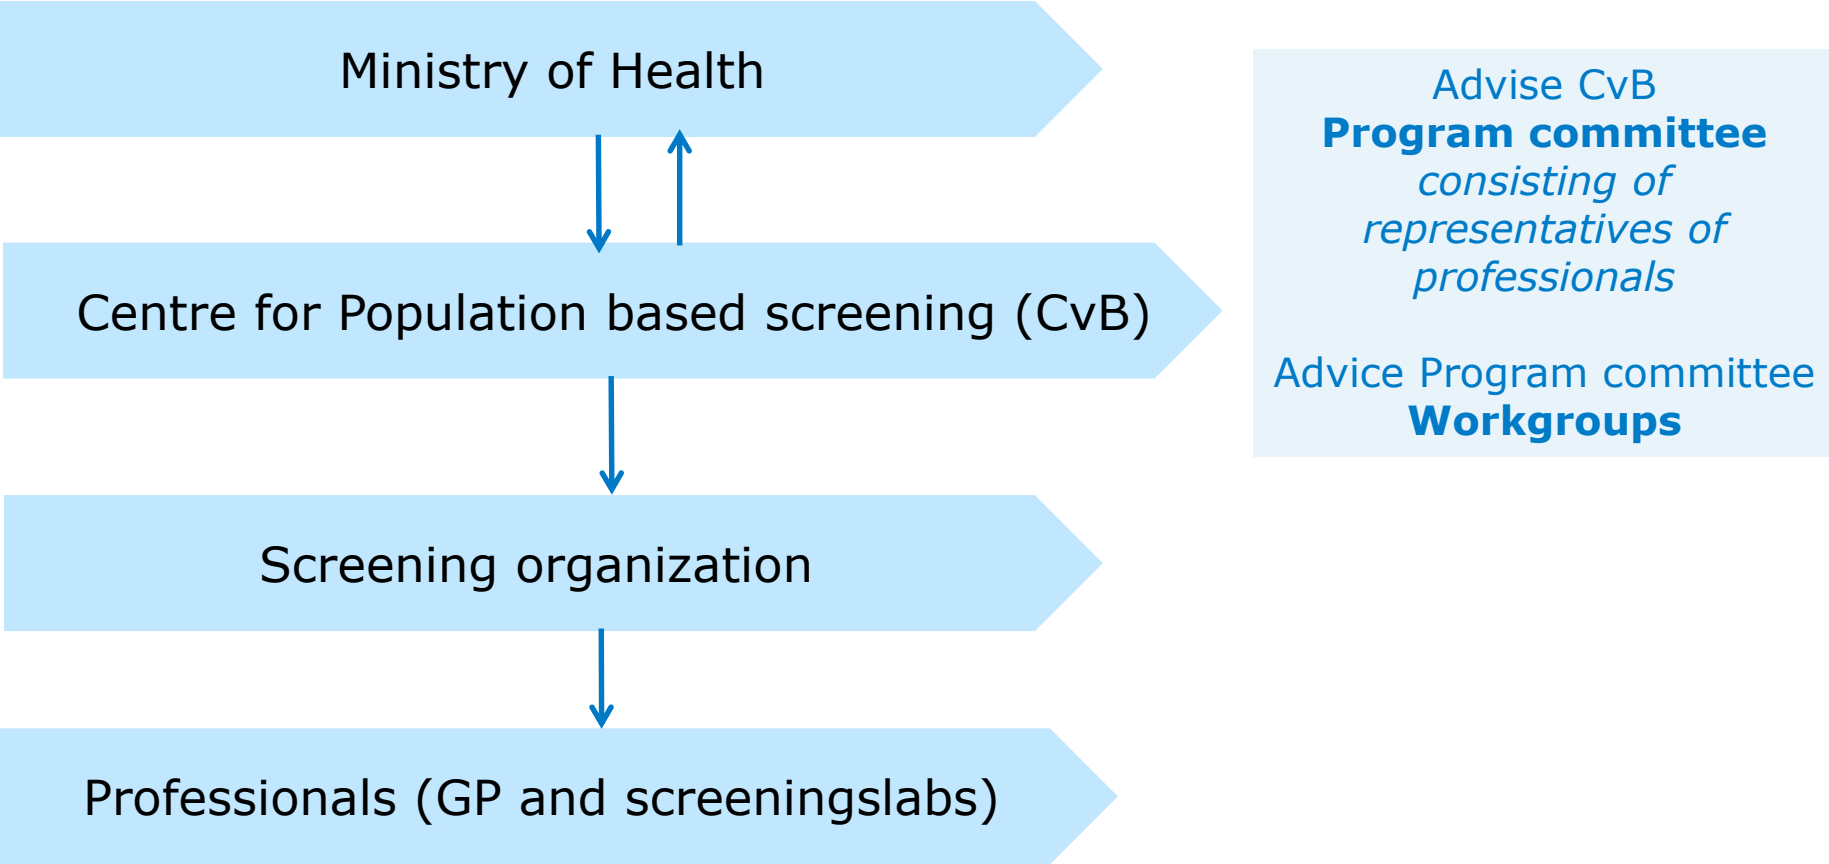 Ministry of Health
Centre for Population based screening (CvB)
Screening organization
Professionals (GP and screeningslabs)
Advise CvB
Program committee
consisting of
representatives of
professionals
Advice Program committee
Workgroups